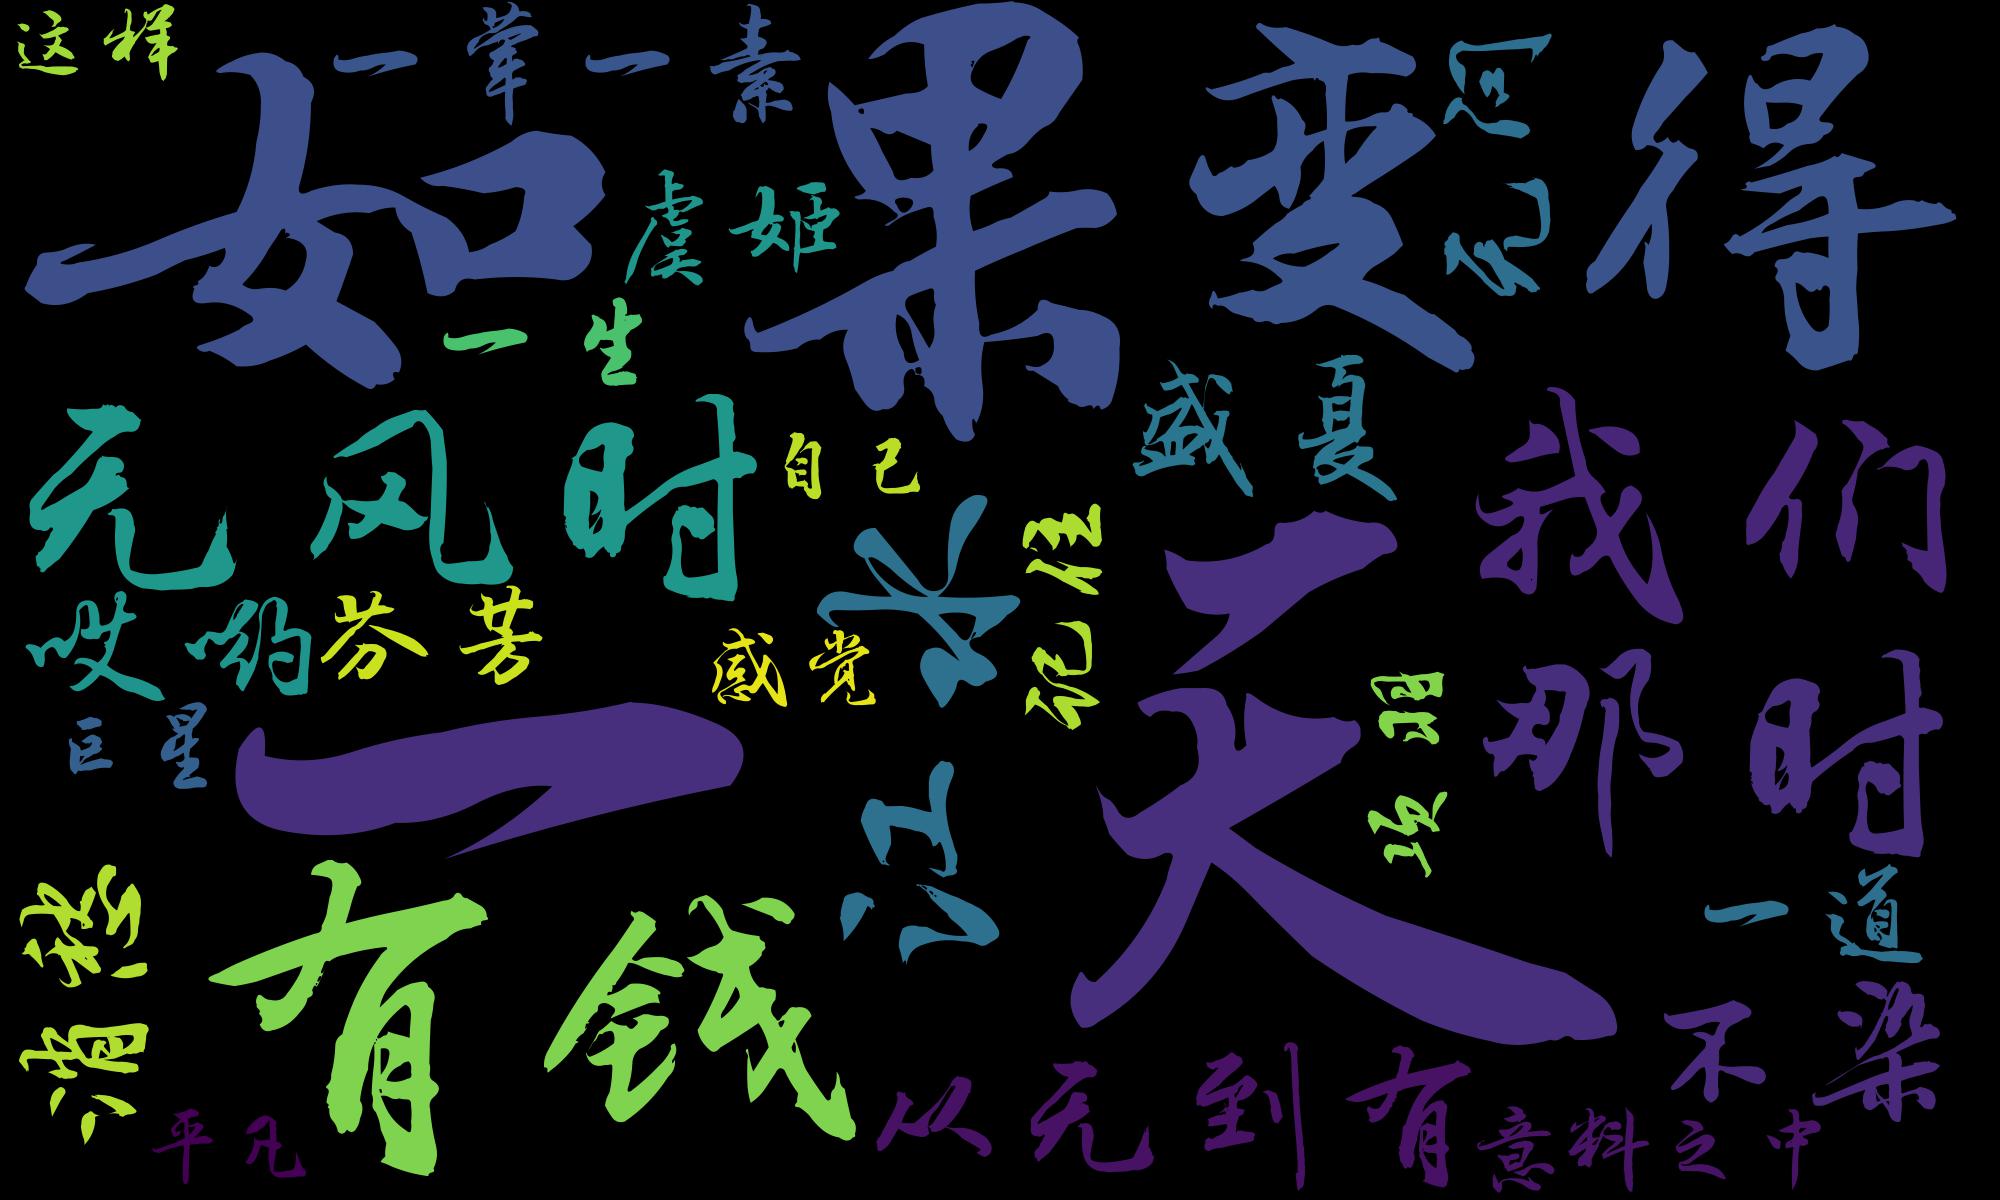 这样
一荤一素
如果
变得
虞姬
一生
盛夏
无风时
自己
我们
哎哟
芬芳
感觉
那时
巨星
一天
有钱
一道
不染
从无到有
意料之中
平凡